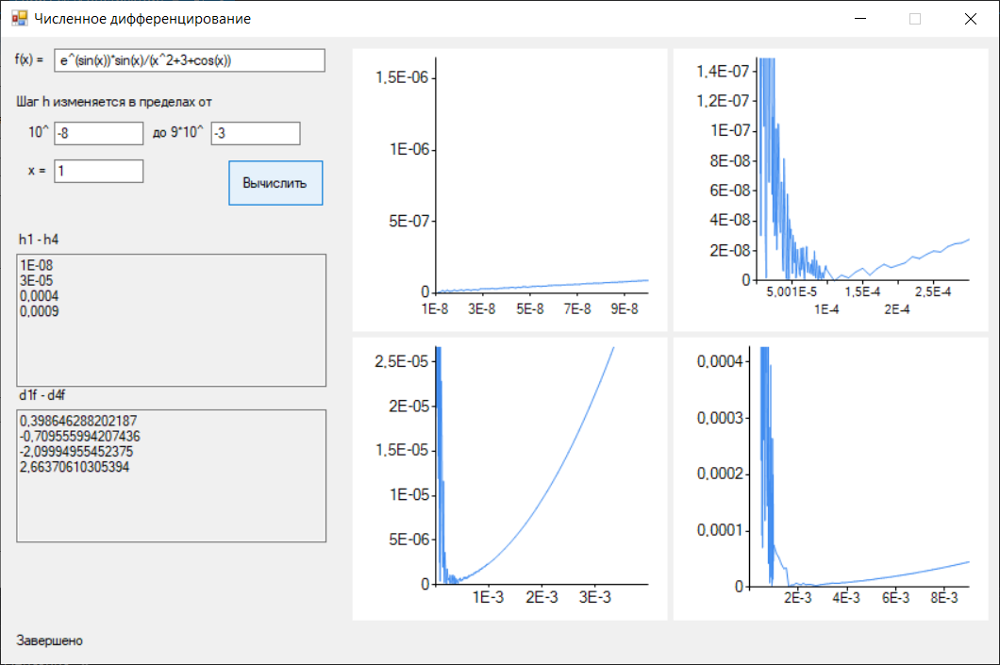 Численное дифференцирование
f(x) = e^(sin(x))*sin(x)/(x^2+3+cos(x))
Шаг h изменяется в пределах от
10^ -8 до 9*10^ -3
x = 1
Вычислить
h1 - h4
1E-08
3E-05
0,0004
0,0009
d1f - d4f
0,398646288202187
-0,709555994207436
-2,09994955452375
2,66370610305394
Завершено
1,5E-06
1E-06
5E-07
0
1E-8 3E-8 5E-8 7E-8 9E-8
1,4E-07
1,2E-07
1E-07
8E-08
6E-08
4E-08
2E-08
0
5,001E-5 1,5E-4 2,5E-4
1E-4 2E-4
2,5E-05
2E-05
1,5E-05
1E-05
5E-06
0
1E-3 2E-3 3E-3
0,0004
0,0003
0,0002
0,0001
0
2E-3 4E-3 6E-3 8E-3